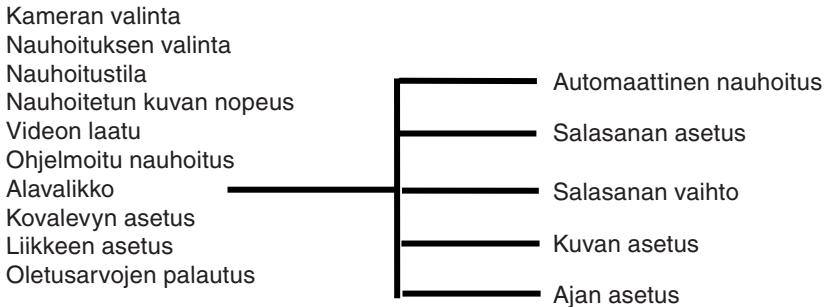 Kameran valinta
Nauhoituksen valinta
Nauhoitustila
Nauhoitetun kuvan nopeus
Videon laatu
Ohjelmoitu nauhoitus
Alavalikko
Kovalevyn asetus
Liikkeen asetus
Oletusarvojen palautus
Automaattinen nauhoitus
Salasanan asetus
Salasanan vaihto
Kuvan asetus
Ajan asetus